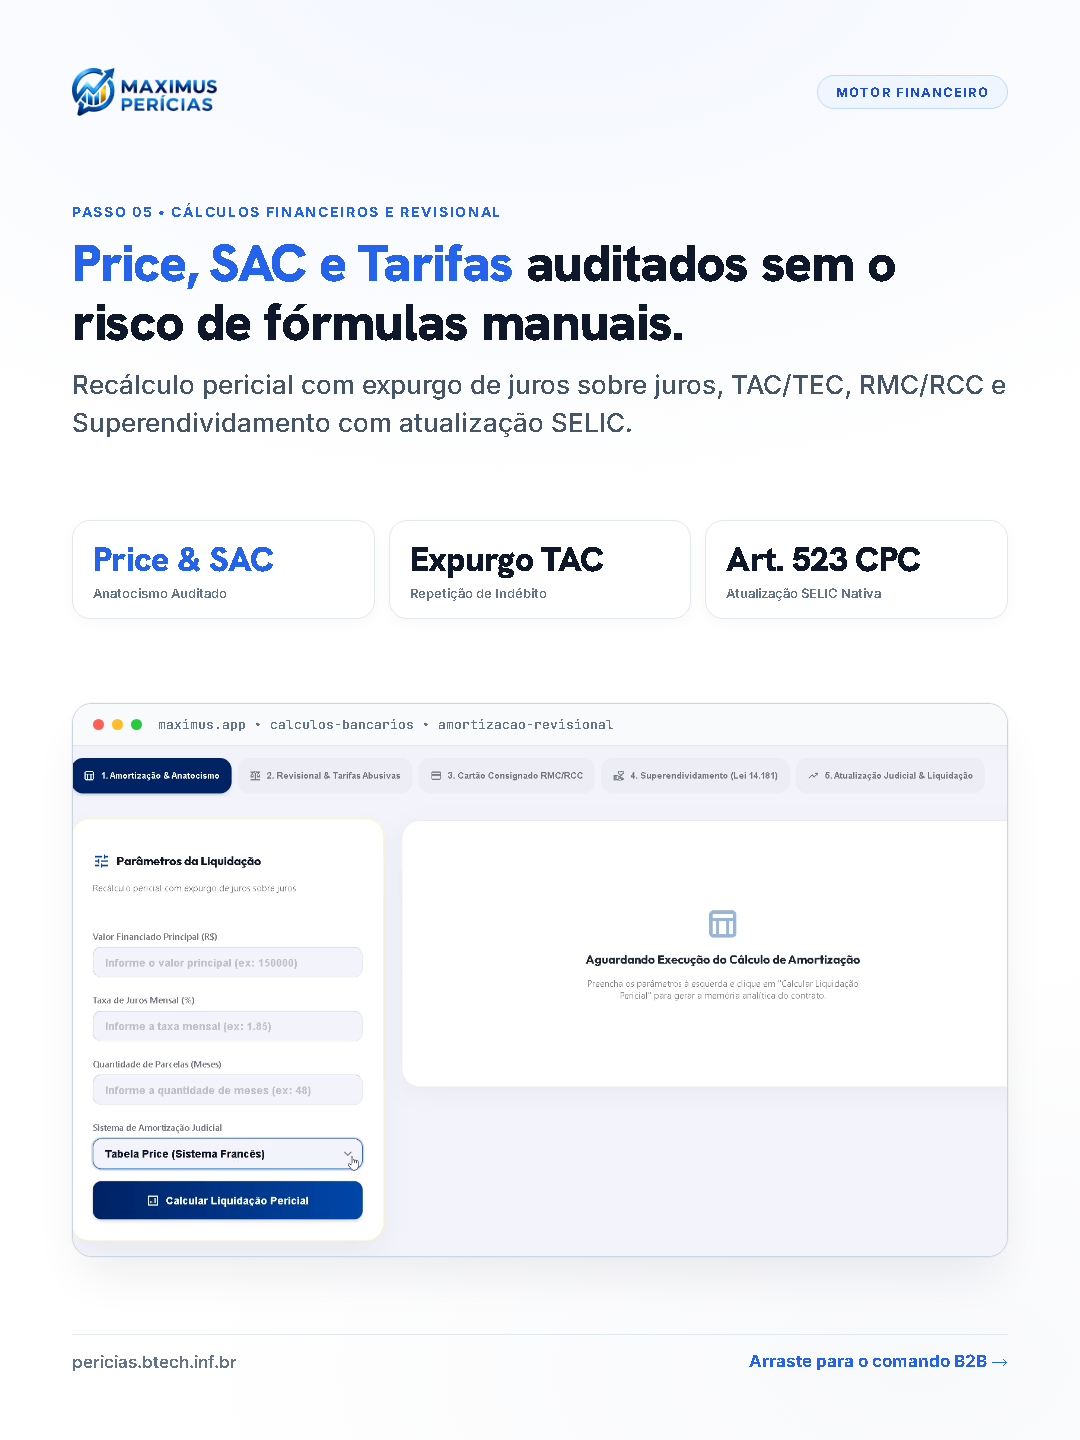 MAXIMUS
PERÍCIAS
MOTOR FINANCEIRO
PASSO 05 • CÁLCULOS FINANCEIROS E REVISIONAL
Price, SAC e Tarifas auditados sem o
risco de fórmulas manuais.
Recálculo pericial com expurgo de juros sobre juros, TAC/TEC, RMC/RCC e
Superendividamento com atualização SELIC.
Price & SAC
Anatocismo Auditado
Expurgo TAC
Repetição de Indébito
Art. 523 CPC
Atualização SELIC Nativa
maximus.app • calculos-bancarios • amortizacao-revisional
1. Amortização & Anatocismo
2. Revisional & Tarifas Abusivas
3. Cartão Consignado RMC/RCC
4. Superendividamento (Lei 14.181)
5. Atualização Judicial & Liquidação
Parâmetros da Liquidação
Recálculo pericial com expurgo de juros sobre juros
Valor Financiado Principal (R$)
Informe o valor principal (ex: 150000)
Taxa de Juros Mensal (%)
Informe a taxa mensal (ex: 1.85)
Quantidade de Parcelas (Meses)
Informe a quantidade de meses (ex: 48)
Sistema de Amortização Judicial
Tabela Price (Sistema Francês)
Calcular Liquidação Pericial
Aguardando Execução do Cálculo de Amortização
Preencha os parâmetros à esquerda e clique em "Calcular Liquidação
Pericial" para gerar a memória analítica do contrato.
pericias.btech.inf.br
Arraste para o comando B2B →